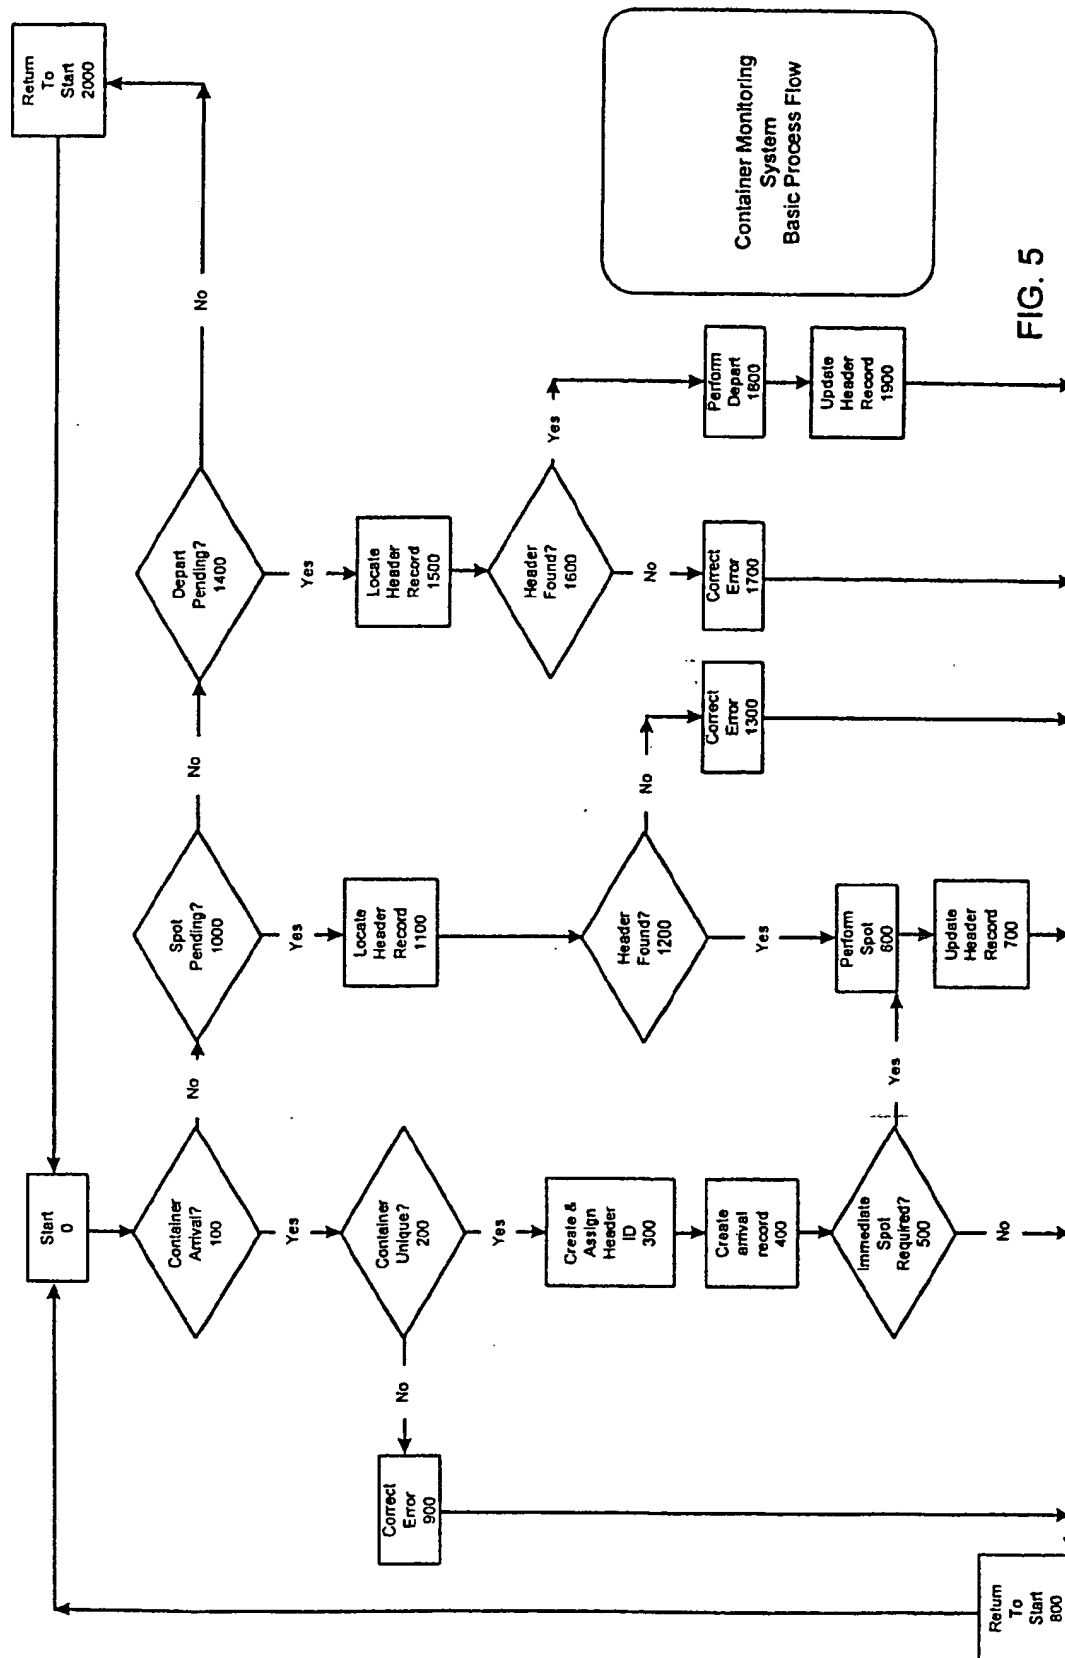 Start
0
Return
To
Start
2000
Container
Arrival?
100
No
Spot
Pending?
1000
No
Depart
Pending?
1400
No
Yes
Yes
Yes
Container
Unique?
200
Locate
Header
Record
1100
Locate
Header
Record
1500
No
Correct
Error
900
Yes
Create &
Assign
Header
ID
300
Header
Found?
1200
No
Header
Found?
1600
Yes
Create
arrival
record
400
Yes
Correct
Error
1300
No
Correct
Error
1700
Perform
Depart
1800
Immediate
Spot
Required?
500
Yes
Perform
Spot
600
Update
Header
Record
1900
No
Update
Header
Record
700
Return
To
Start
800
Container Monitoring
System
Basic Process Flow
FIG. 5